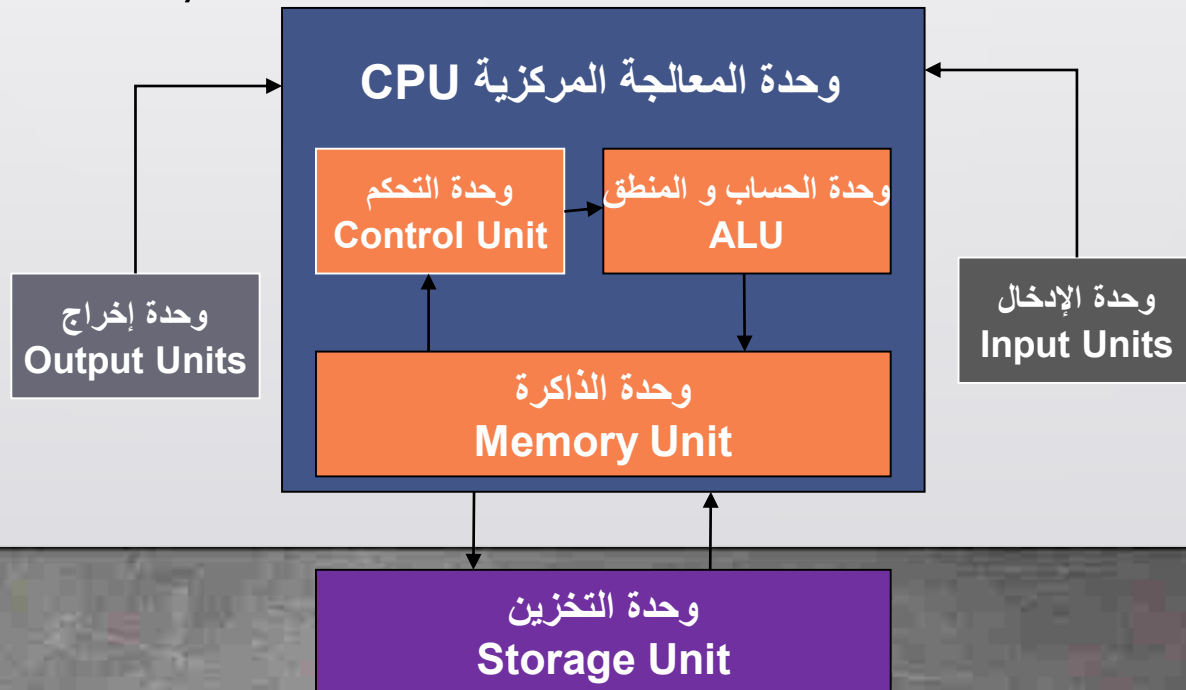 وحدة المعالجة المركزية CPU
وحدة الحساب و المنطق
ALU
وحدة التحكم
Control Unit
وحدة الإدخال
Input Units
وحدة إخراج
Output Units
وحدة الذاكرة
Memory Unit
وحدة التخزين
Storage Unit